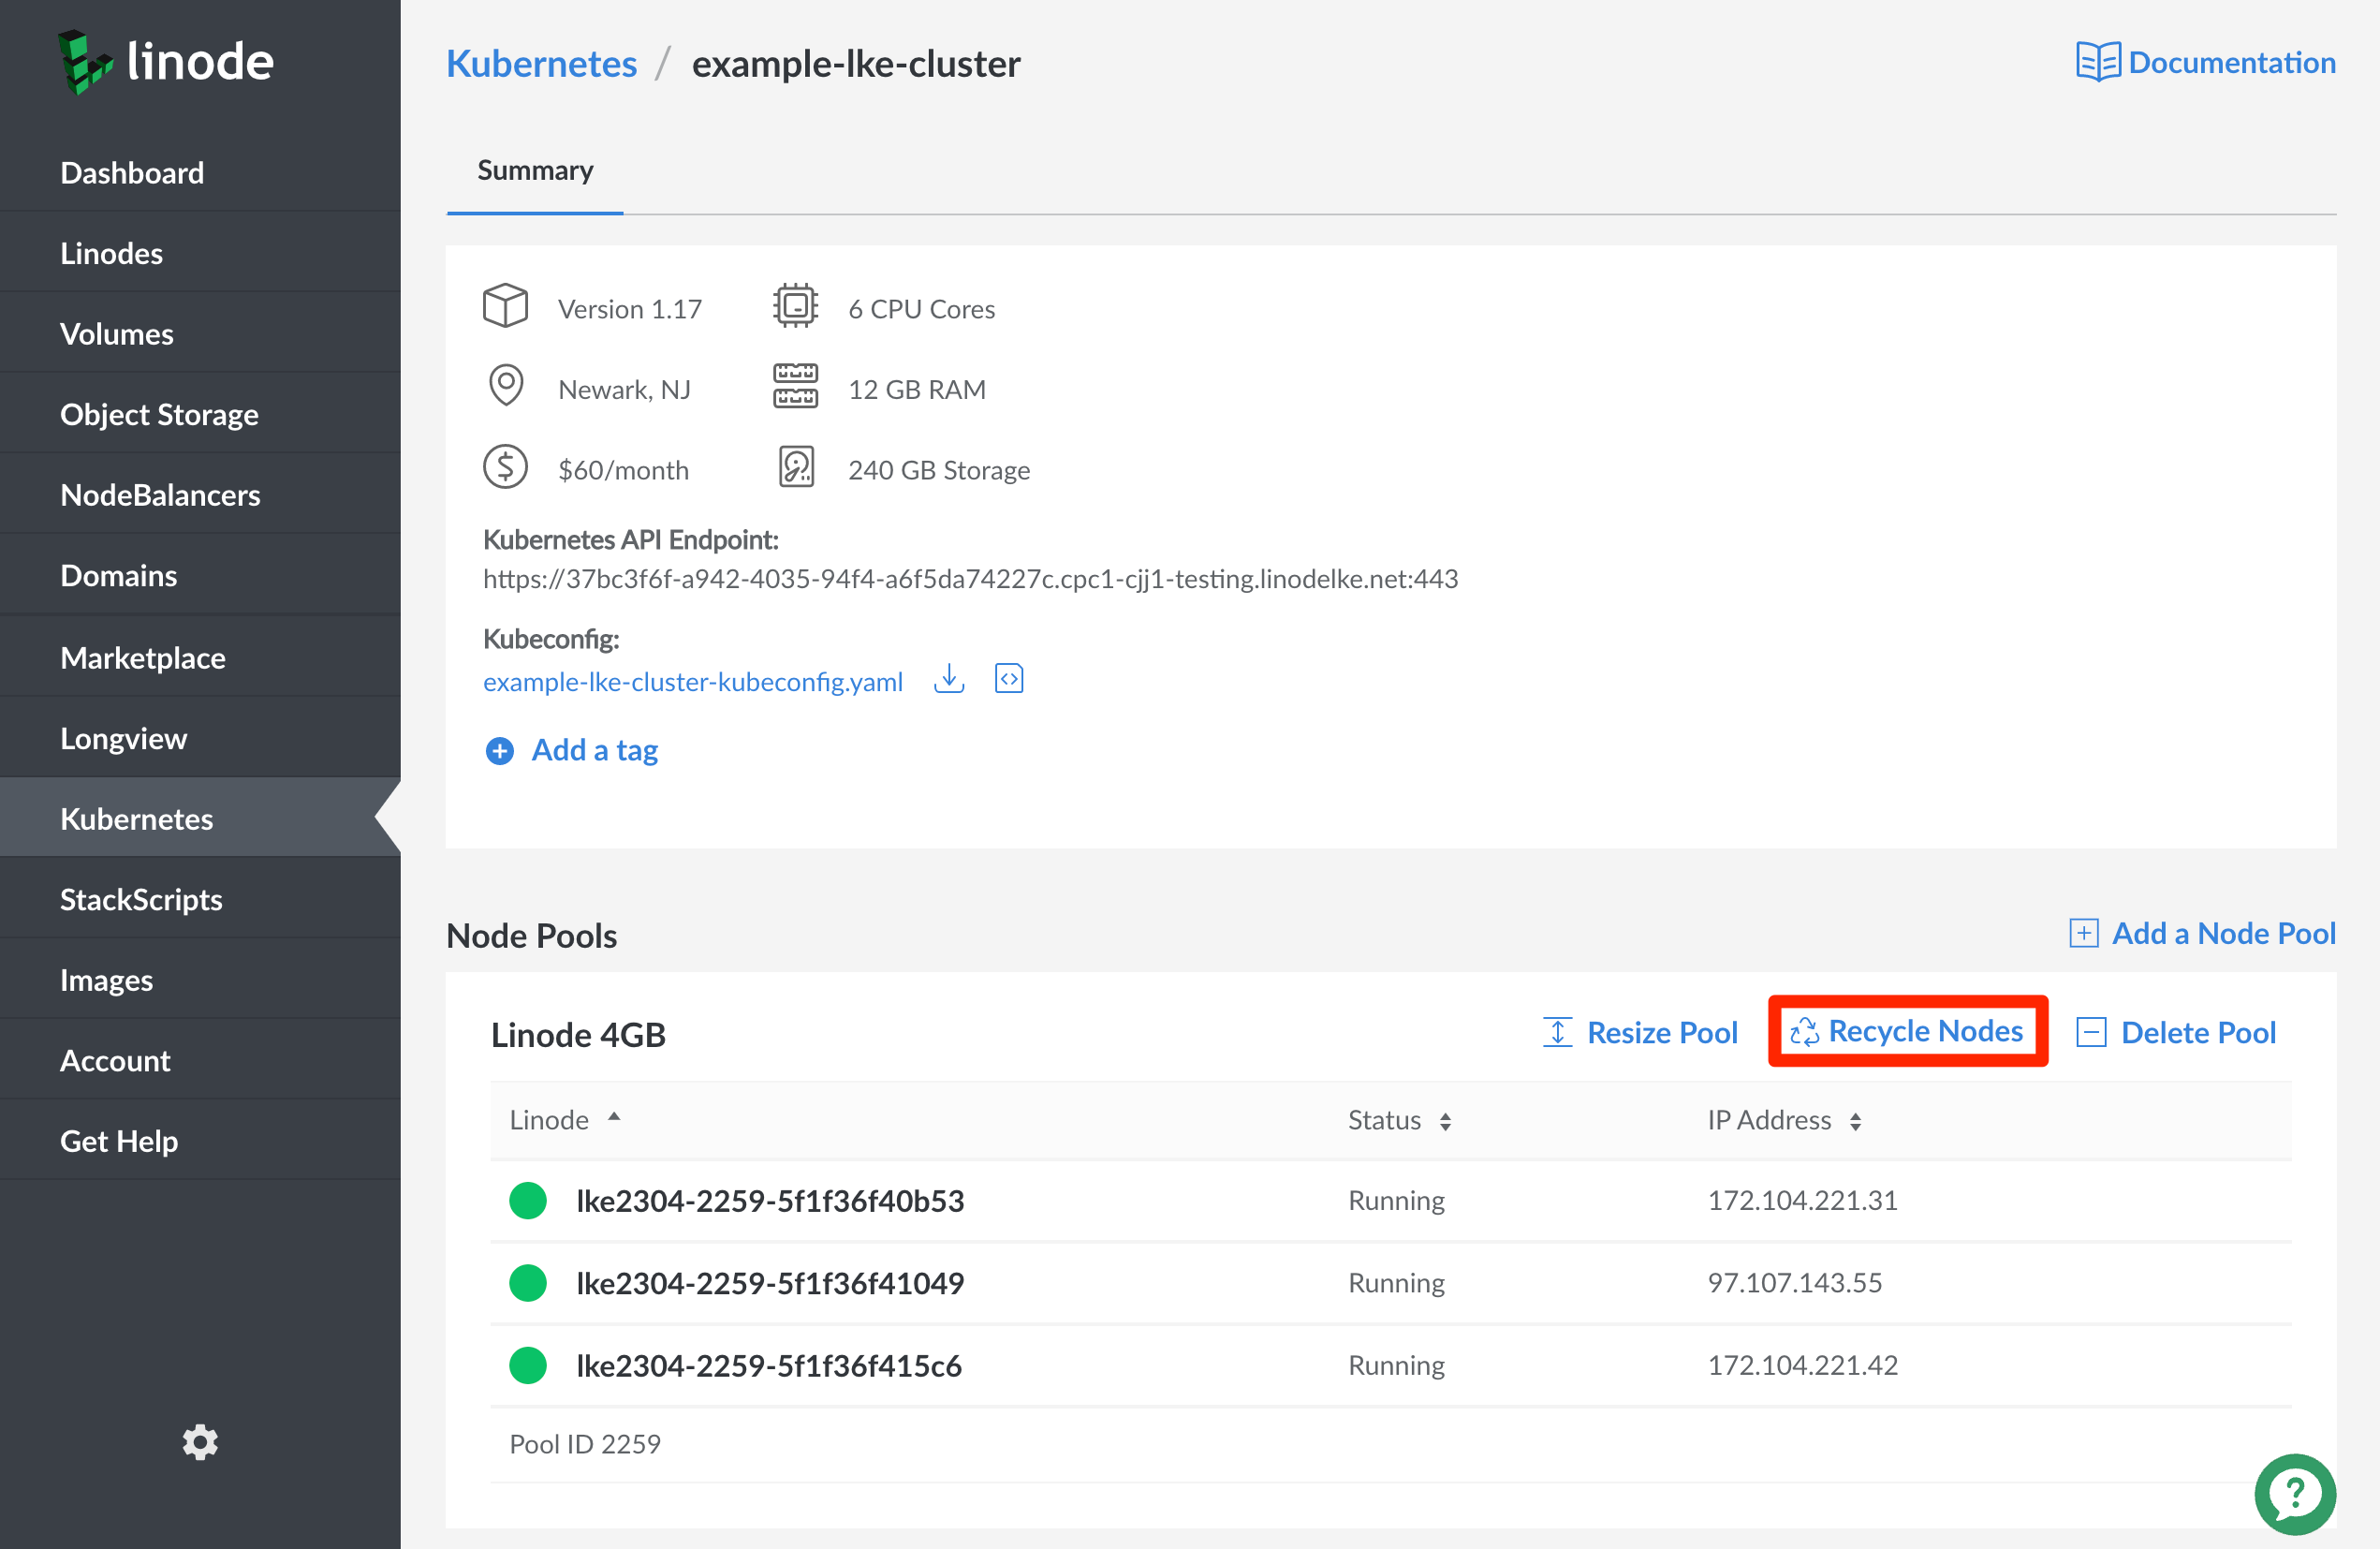 linode
Dashboard
Linodes
Volumes
Object Storage
NodeBalancers
Domains
Marketplace
Longview
Kubernetes
StackScripts
Images
Account
Get Help
Kubernetes / example-lke-cluster
Documentation
Summary
Version 1.17
6 CPU Cores
Newark, NJ
12 GB RAM
$60/month
240 GB Storage
Kubernetes API Endpoint:
https://37bc3f6f-a942-4035-94f4-a6f5da74227c.cpc1-cjj1-testing.linodelke.net:443
Kubeconfig:
example-lke-cluster-kubeconfig.yaml
Add a tag
Node Pools
Add a Node Pool
Linode 4GB
Resize Pool
Recycle Nodes
Delete Pool
Linode Status IP Address
lke2304-2259-5f1f36f40b53 Running 172.104.221.31
lke2304-2259-5f1f36f41049 Running 97.107.143.55
lke2304-2259-5f1f36f415c6 Running 172.104.221.42
Pool ID 2259